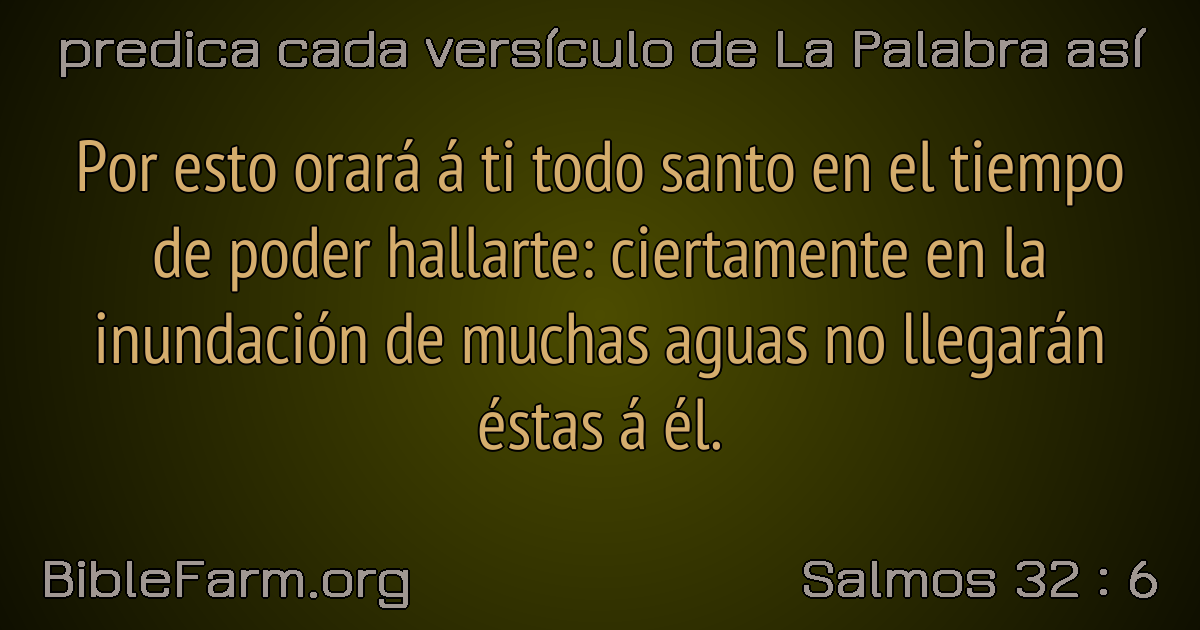 predica cada versículo de La Palabra así
Por esto orará á ti todo santo en el tiempo
de poder hallarte: ciertamente en la
inundación de muchas aguas no llegarán
éstas á él.
BibleFarm.org
Salmos 32 : 6